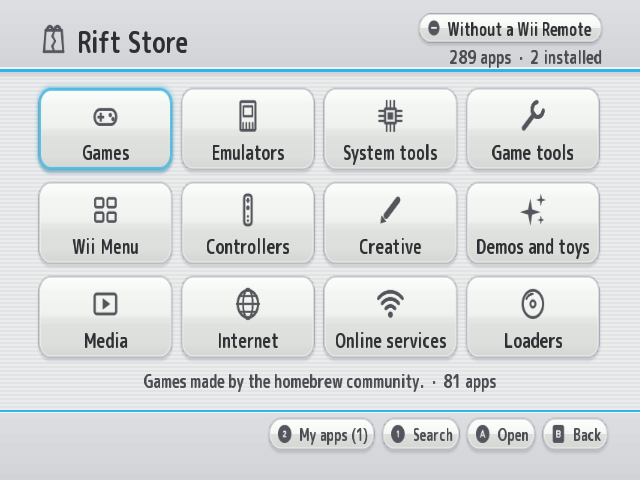 Rift Store
Without a Wii Remote
289 apps · 2 installed
Games
Emulators
System tools
Game tools
Wii Menu
Controllers
Creative
Demos and toys
Media
Internet
Online services
Loaders
Games made by the homebrew community. · 81 apps
2 My apps (1)
1 Search
A Open
B Back